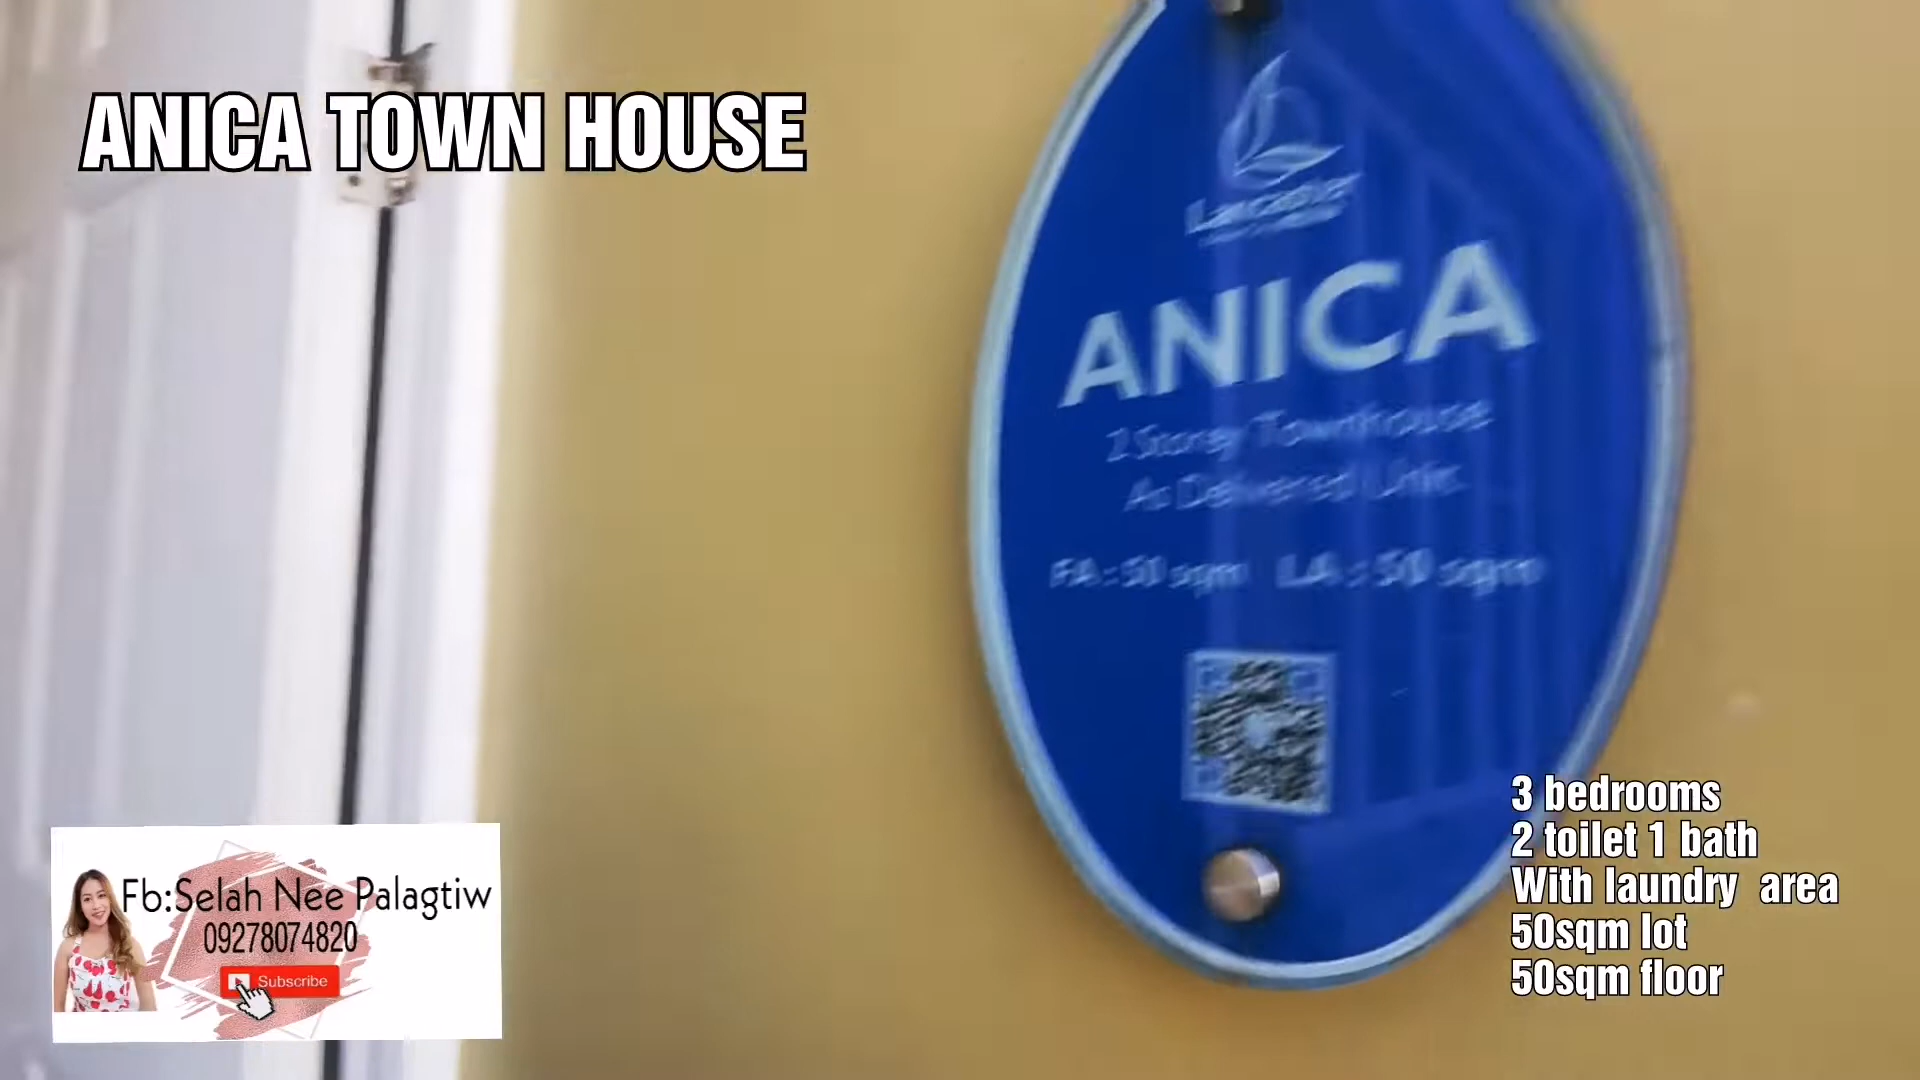 ANICA TOWN HOUSE
Lancaster
ANICA
2 Storey Townhouse
As Delivered Unit
FA : 50 sqm LA : 50 sqm
3 bedrooms
2 toilet 1 bath
With laundry area
50sqm lot
50sqm floor
Fb:Selah Nee Palagtiw
09278074820
Subscribe